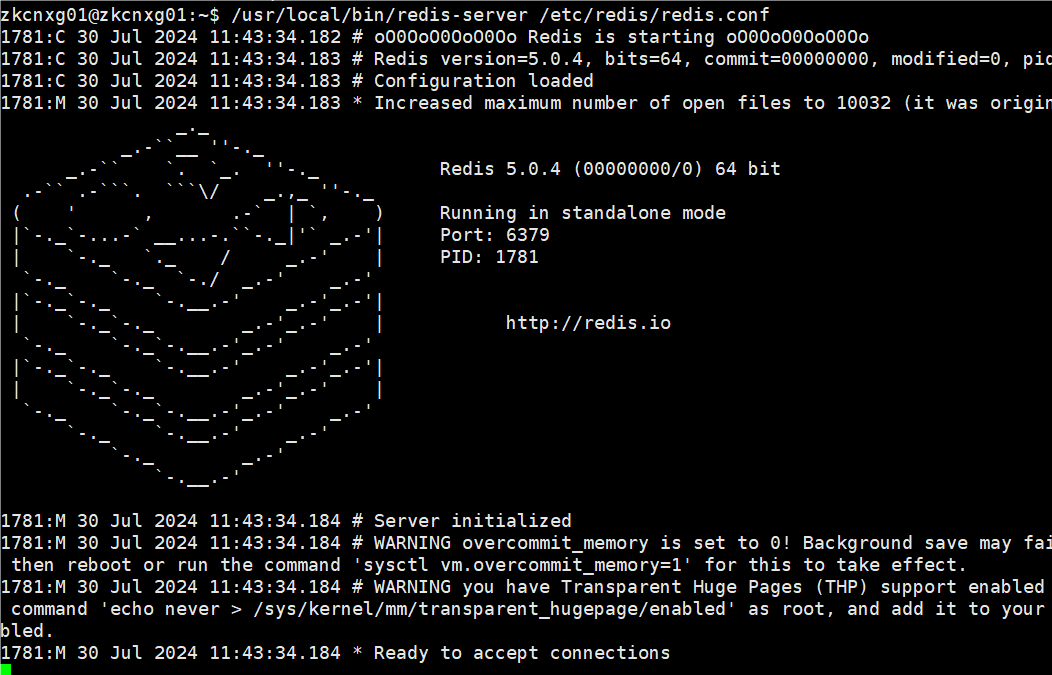 zkcnxg01@zkcnxg01:~$ /usr/local/bin/redis-server /etc/redis/redis.conf
1781:C 30 Jul 2024 11:43:34.182 # oO0OoO0OoO0Oo Redis is starting oO0OoO0OoO0Oo
1781:C 30 Jul 2024 11:43:34.183 # Redis version=5.0.4, bits=64, commit=00000000, modified=0, pid
1781:C 30 Jul 2024 11:43:34.183 # Configuration loaded
1781:M 30 Jul 2024 11:43:34.183 * Increased maximum number of open files to 10032 (it was origin
Redis 5.0.4 (00000000/0) 64 bit
Running in standalone mode
Port: 6379
PID: 1781
http://redis.io
1781:M 30 Jul 2024 11:43:34.184 # Server initialized
1781:M 30 Jul 2024 11:43:34.184 # WARNING overcommit_memory is set to 0! Background save may fai
then reboot or run the command 'sysctl vm.overcommit_memory=1' for this to take effect.
1781:M 30 Jul 2024 11:43:34.184 # WARNING you have Transparent Huge Pages (THP) support enabled
command 'echo never > /sys/kernel/mm/transparent_hugepage/enabled' as root, and add it to your
bled.
1781:M 30 Jul 2024 11:43:34.184 * Ready to accept connections